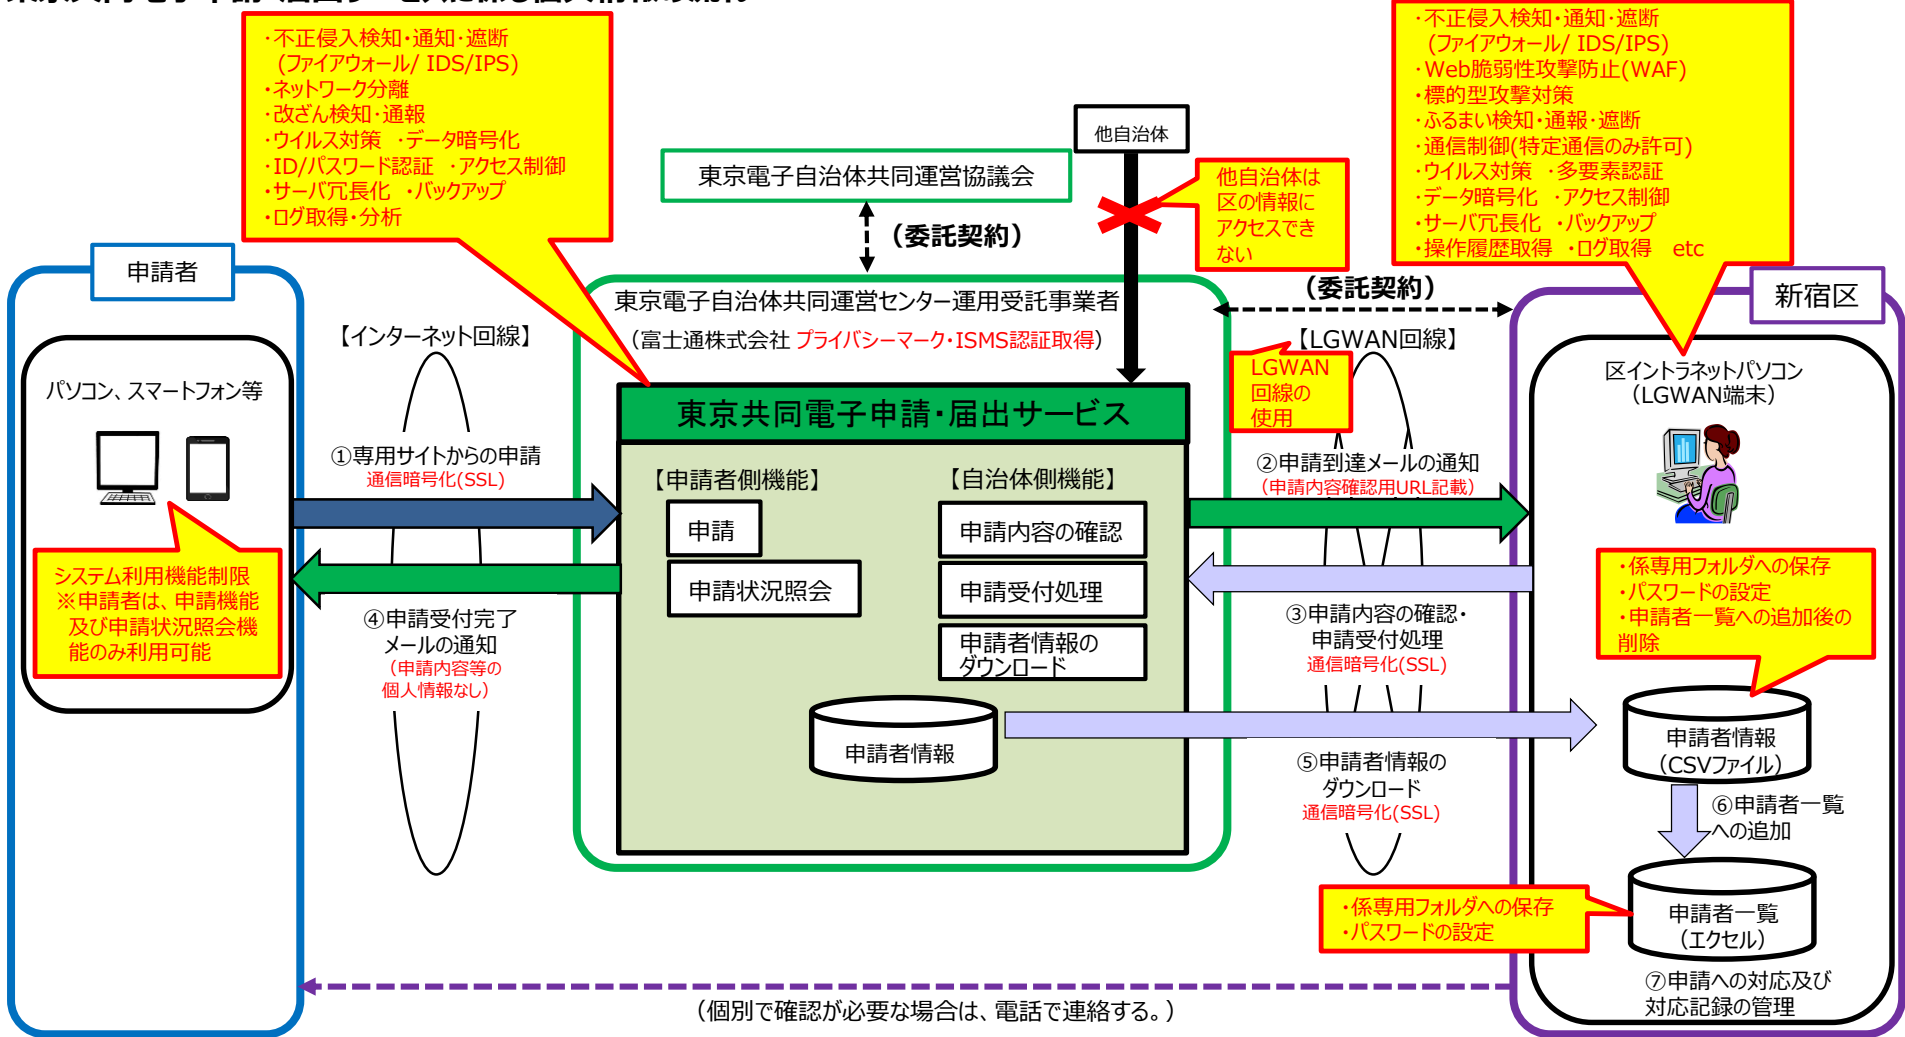 ・不正侵入検知・通知・遮断
(ファイアウォール/ IDS/IPS)
・ネットワーク分離
・改ざん検知・通報
・ウイルス対策 ・データ暗号化
・ID/パスワード認証 ・アクセス制御
・サーバ冗長化 ・バックアップ
・ログ取得・分析
・不正侵入検知・通知・遮断
(ファイアウォール/ IDS/IPS)
・Web脆弱性攻撃防止(WAF)
・標的型攻撃対策
・ふるまい検知・通報・遮断
・通信制御(特定通信のみ許可)
・ウイルス対策 ・多要素認証
・データ暗号化 ・アクセス制御
・サーバ冗長化 ・バックアップ
・操作履歴取得 ・ログ取得 etc
他自治体
東京電子自治体共同運営協議会
他自治体は
区の情報に
アクセスでき
ない
(委託契約)
申請者
東京電子自治体共同運営センター運用受託事業者
(富士通株式会社 プライバシーマーク・ISMS認証取得)
(委託契約)
新宿区
【インターネット回線】
【LGWAN回線】
LGWAN
回線の
使用
パソコン、スマートフォン等
区イントラネットパソコン
(LGWAN端末)
東京共同電子申請・届出サービス
①専用サイトからの申請
通信暗号化(SSL)
【申請者側機能】
申請
申請状況照会
【自治体側機能】
申請内容の確認
申請受付処理
申請者情報の
ダウンロード
申請者情報
②申請到達メールの通知
(申請内容確認用URL記載)
システム利用機能制限
※申請者は、申請機能
及び申請状況照会機
能のみ利用可能
④申請受付完了
メールの通知
(申請内容等の
個人情報なし)
③申請内容の確認・
申請受付処理
通信暗号化(SSL)
・係専用フォルダへの保存
・パスワードの設定
・申請者一覧への追加後の
削除
⑤申請者情報の
ダウンロード
通信暗号化(SSL)
申請者情報
(CSVファイル)
⑥申請者一覧
への追加
・係専用フォルダへの保存
・パスワードの設定
申請者一覧
(エクセル)
⑦申請への対応及び
対応記録の管理
(個別で確認が必要な場合は、電話で連絡する。)